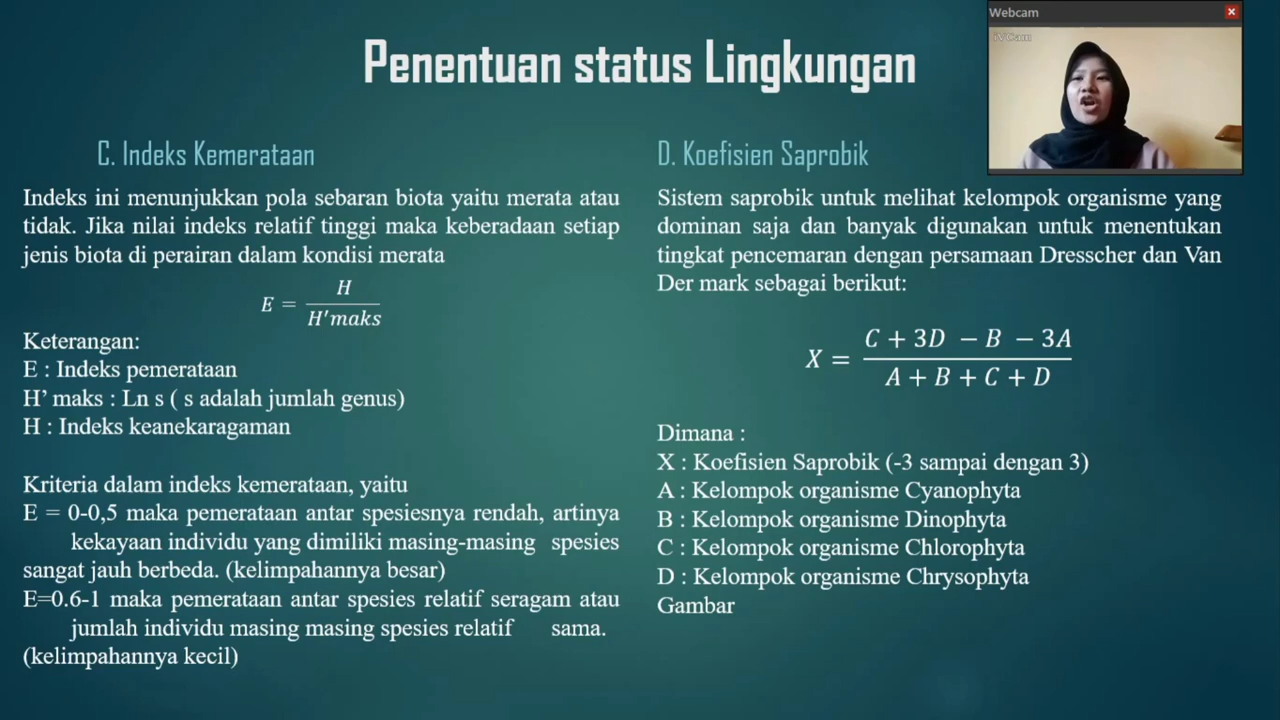 Webcam
iVCam
Penentuan status Lingkungan
C. Indeks Kemerataan
Indeks ini menunjukkan pola sebaran biota yaitu merata atau
tidak. Jika nilai indeks relatif tinggi maka keberadaan setiap
jenis biota di perairan dalam kondisi merata
E = H / H'maks
Keterangan:
E : Indeks pemerataan
H' maks : Ln s ( s adalah jumlah genus)
H : Indeks keanekaragaman
Kriteria dalam indeks kemerataan, yaitu
E = 0-0,5 maka pemerataan antar spesiesnya rendah, artinya
kekayaan individu yang dimiliki masing-masing spesies
sangat jauh berbeda. (kelimpahannya besar)
E=0.6-1 maka pemerataan antar spesies relatif seragam atau
jumlah individu masing masing spesies relatif sama.
(kelimpahannya kecil)
D. Koefisien Saprobik
Sistem saprobik untuk melihat kelompok organisme yang
dominan saja dan banyak digunakan untuk menentukan
tingkat pencemaran dengan persamaan Dresscher dan Van
Der mark sebagai berikut:
X = C + 3D - B - 3A / A + B + C + D
Dimana :
X : Koefisien Saprobik (-3 sampai dengan 3)
A : Kelompok organisme Cyanophyta
B : Kelompok organisme Dinophyta
C : Kelompok organisme Chlorophyta
D : Kelompok organisme Chrysophyta
Gambar